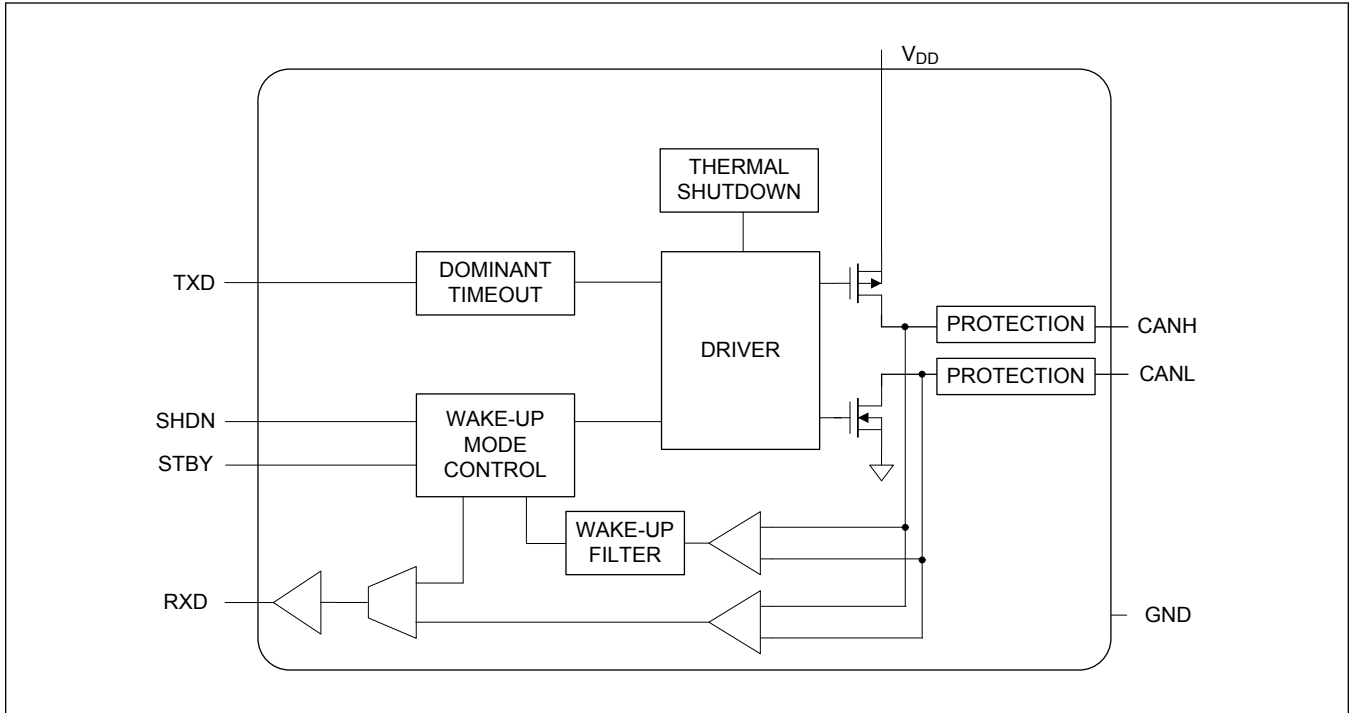 VDD
THERMAL
SHUTDOWN
TXD
DOMINANT
TIMEOUT
DRIVER
PROTECTION
CANH
PROTECTION
CANL
SHDN
STBY
WAKE-UP
MODE
CONTROL
WAKE-UP
FILTER
RXD
GND